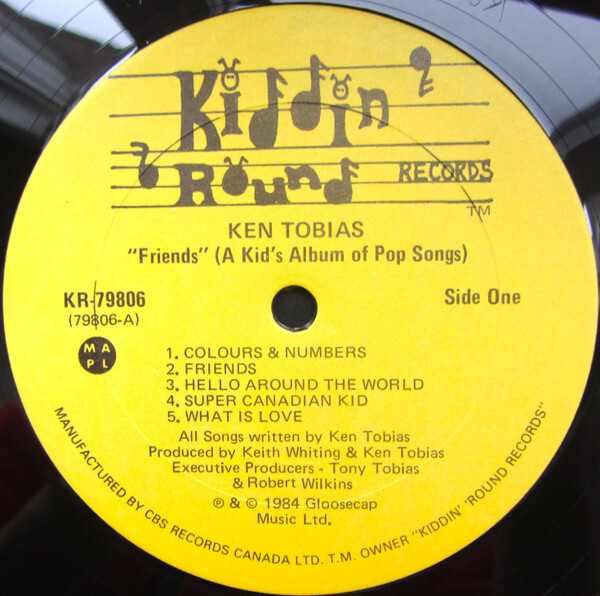 Kiddin
Round RECORDS
TM
KEN TOBIAS
"Friends" (A Kid's Album of Pop Songs)
KR-79806
(79806-A)
Side One
M A
P L
1. COLOURS & NUMBERS
2. FRIENDS
3. HELLO AROUND THE WORLD
4. SUPER CANADIAN KID
5. WHAT IS LOVE
All Songs written by Ken Tobias
Produced by Keith Whiting & Ken Tobias
Executive Producers - Tony Tobias
& Robert Wilkins
℗ & © 1984 Gloosecap
Music Ltd.
MANUFACTURED BY CBS RECORDS CANADA LTD. T.M. OWNER "KIDDIN' 'ROUND RECORDS"